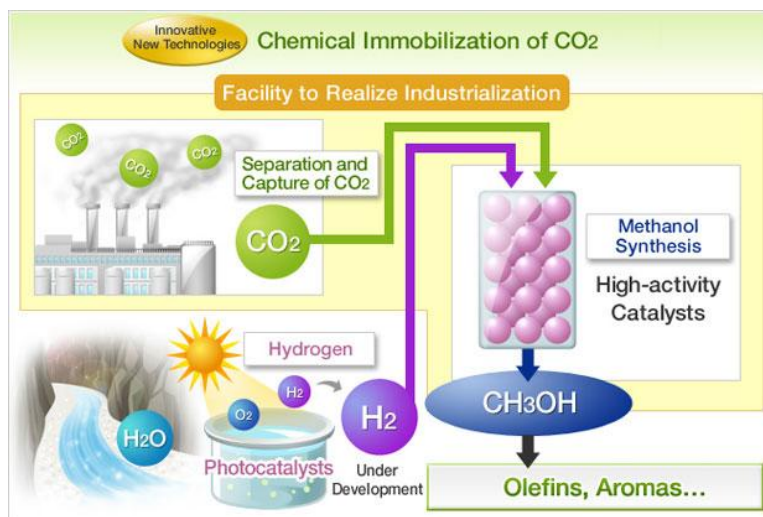 Innovative
New Technologies
Chemical Immobilization of CO2
Facility to Realize Industrialization
CO2
CO2
CO2
Separation and
Capture of CO2
CO2
Methanol
Synthesis
High-activity
Catalysts
Hydrogen
H2
O2
H2O
H2
Photocatalysts
Under
Development
CH3OH
Olefins, Aromas...